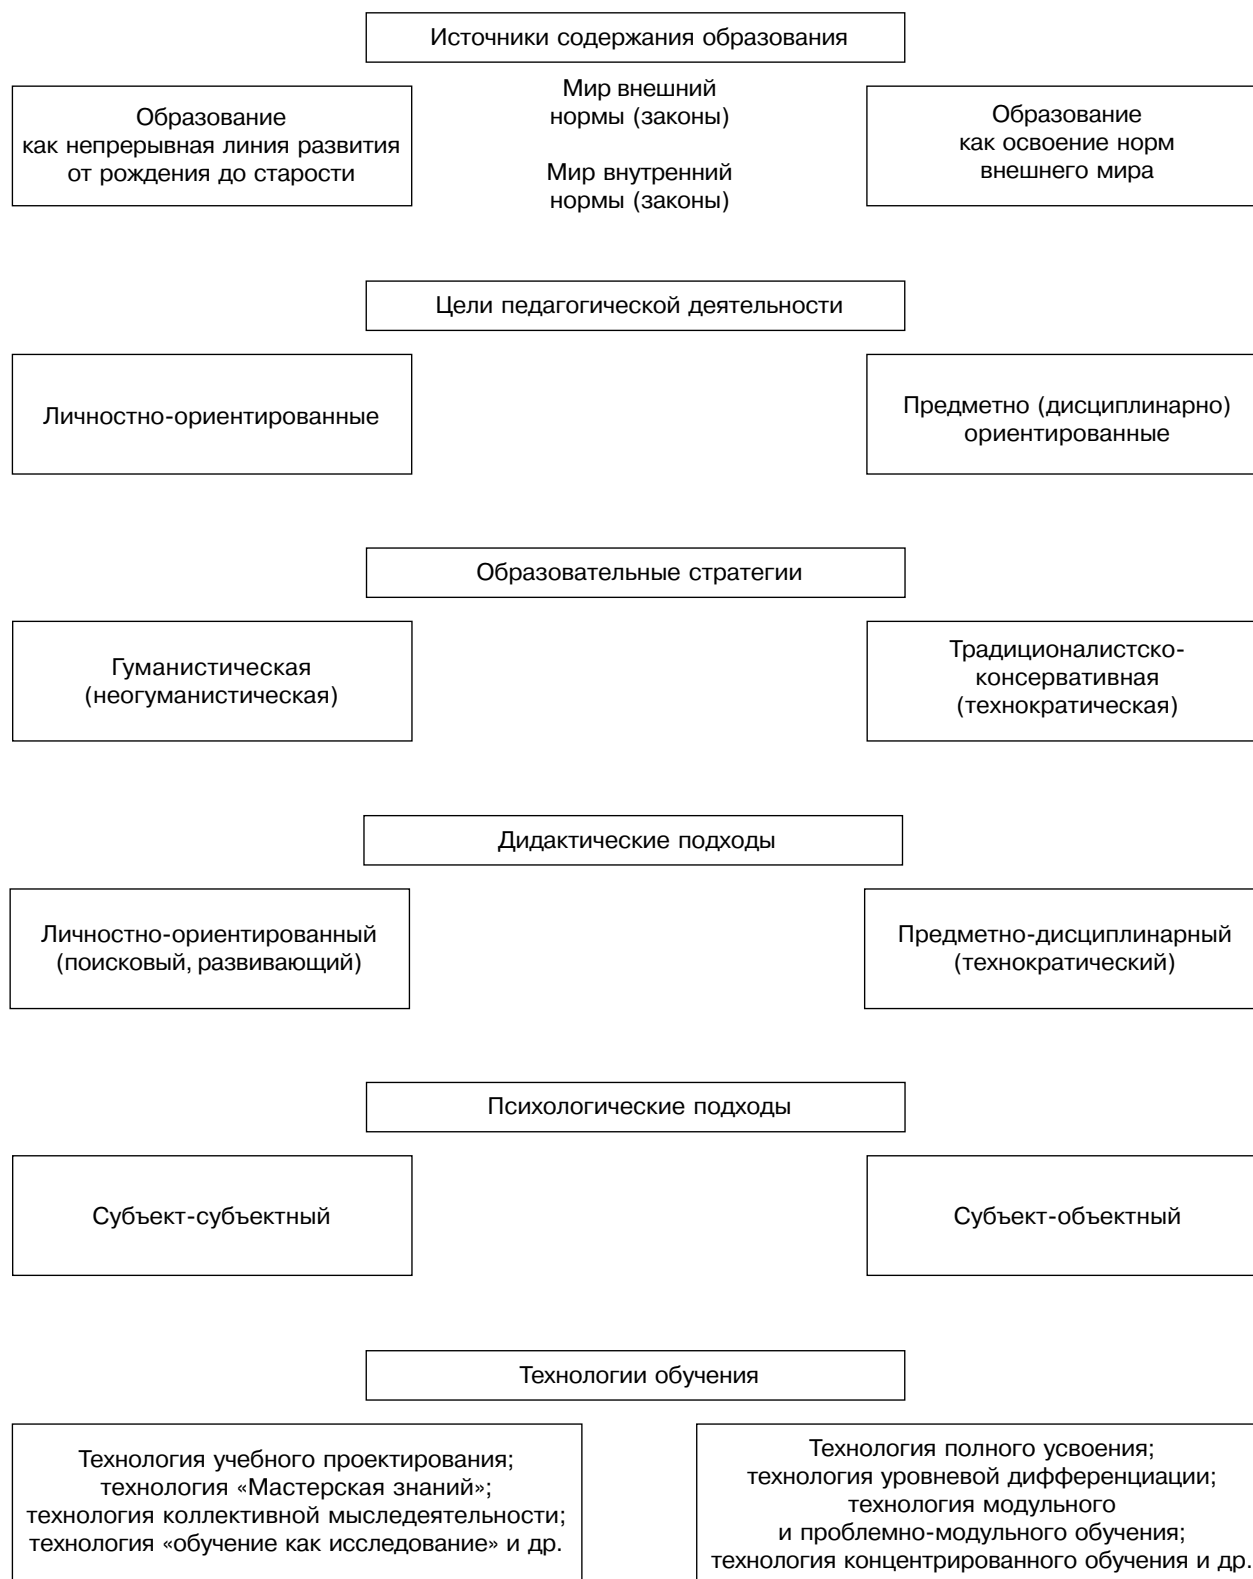 Источники содержания образования
Образование
как непрерывная линия развития
от рождения до старости
Мир внешний
нормы (законы)
Мир внутренний
нормы (законы)
Образование
как освоение норм
внешнего мира
Цели педагогической деятельности
Личностно-ориентированные
Предметно (дисциплинарно)
ориентированные
Образовательные стратегии
Гуманистическая
(неогуманистическая)
Традиционалистско-
консервативная
(технократическая)
Дидактические подходы
Личностно-ориентированный
(поисковый, развивающий)
Предметно-дисциплинарный
(технократический)
Психологические подходы
Субъект-субъектный
Субъект-объектный
Технологии обучения
Технология учебного проектирования;
технология «Мастерская знаний»;
технология коллективной мыследеятельности;
технология «обучение как исследование» и др.
Технология полного усвоения;
технология уровневой дифференциации;
технология модульного
и проблемно-модульного обучения;
технология концентрированного обучения и др.